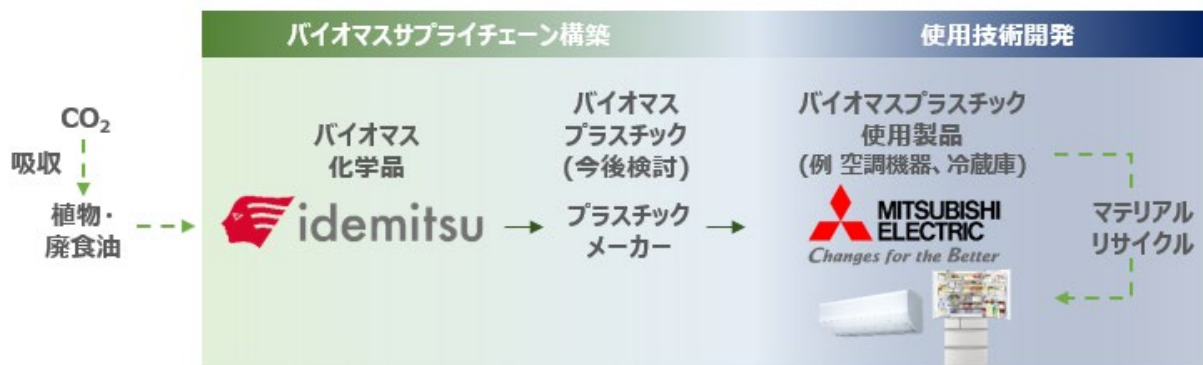 バイオマスサプライチェーン構築
使用技術開発
CO₂
吸収
植物・
廃食油
バイオマス
化学品
idemitsu
バイオマス
プラスチック
(今後検討)
プラスチック
メーカー
バイオマスプラスチック
使用製品
(例 空調機器、冷蔵庫)
MITSUBISHI
ELECTRIC
Changes for the Better
マテリアル
リサイクル